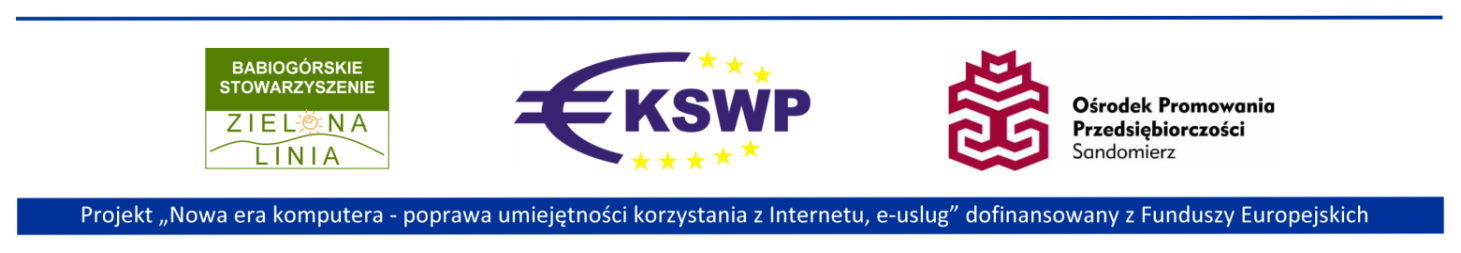 BABIOGÓRSKIE
STOWARZYSZENIE
ZIELONA
LINIA
KSWP
Ośrodek Promowania
Przedsiębiorczości
Sandomierz
Projekt „Nowa era komputera - poprawa umiejętności korzystania z Internetu, e-uslug” dofinansowany z Funduszy Europejskich